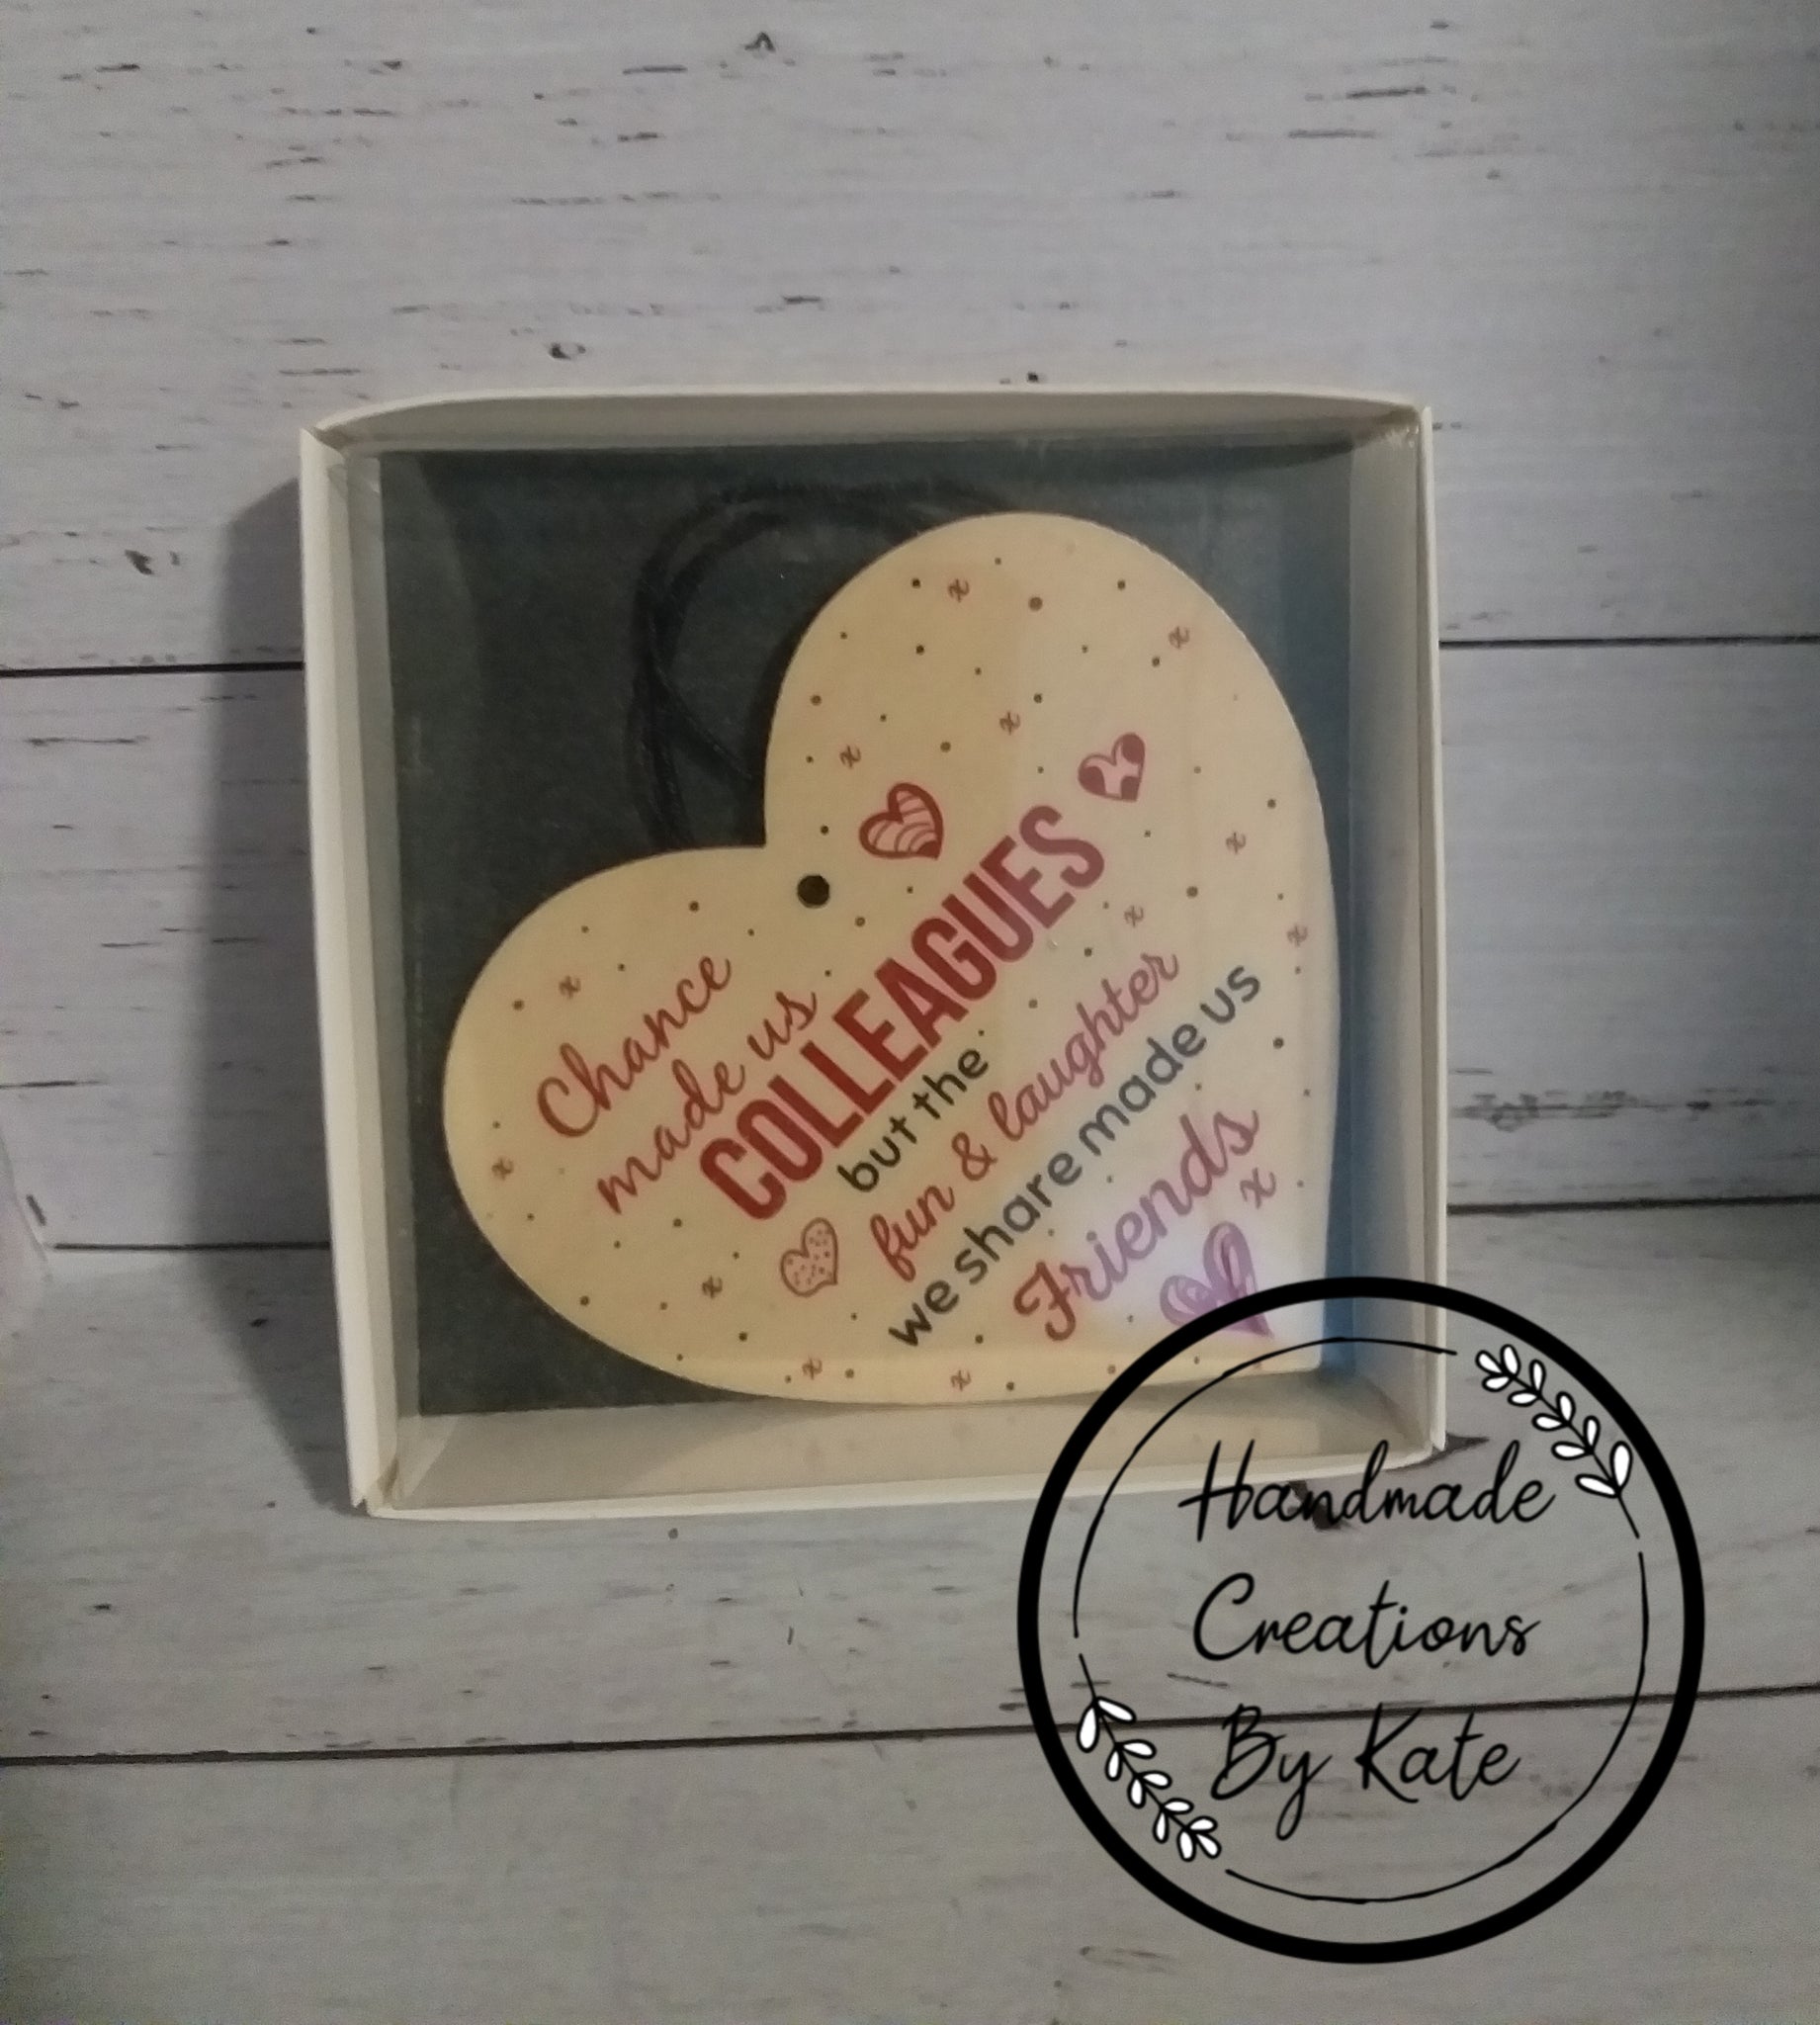 Chance
made us
COLLEAGUES
but the
fun & laughter
we share made us
Friends
x
Handmade
Creations
By Kate